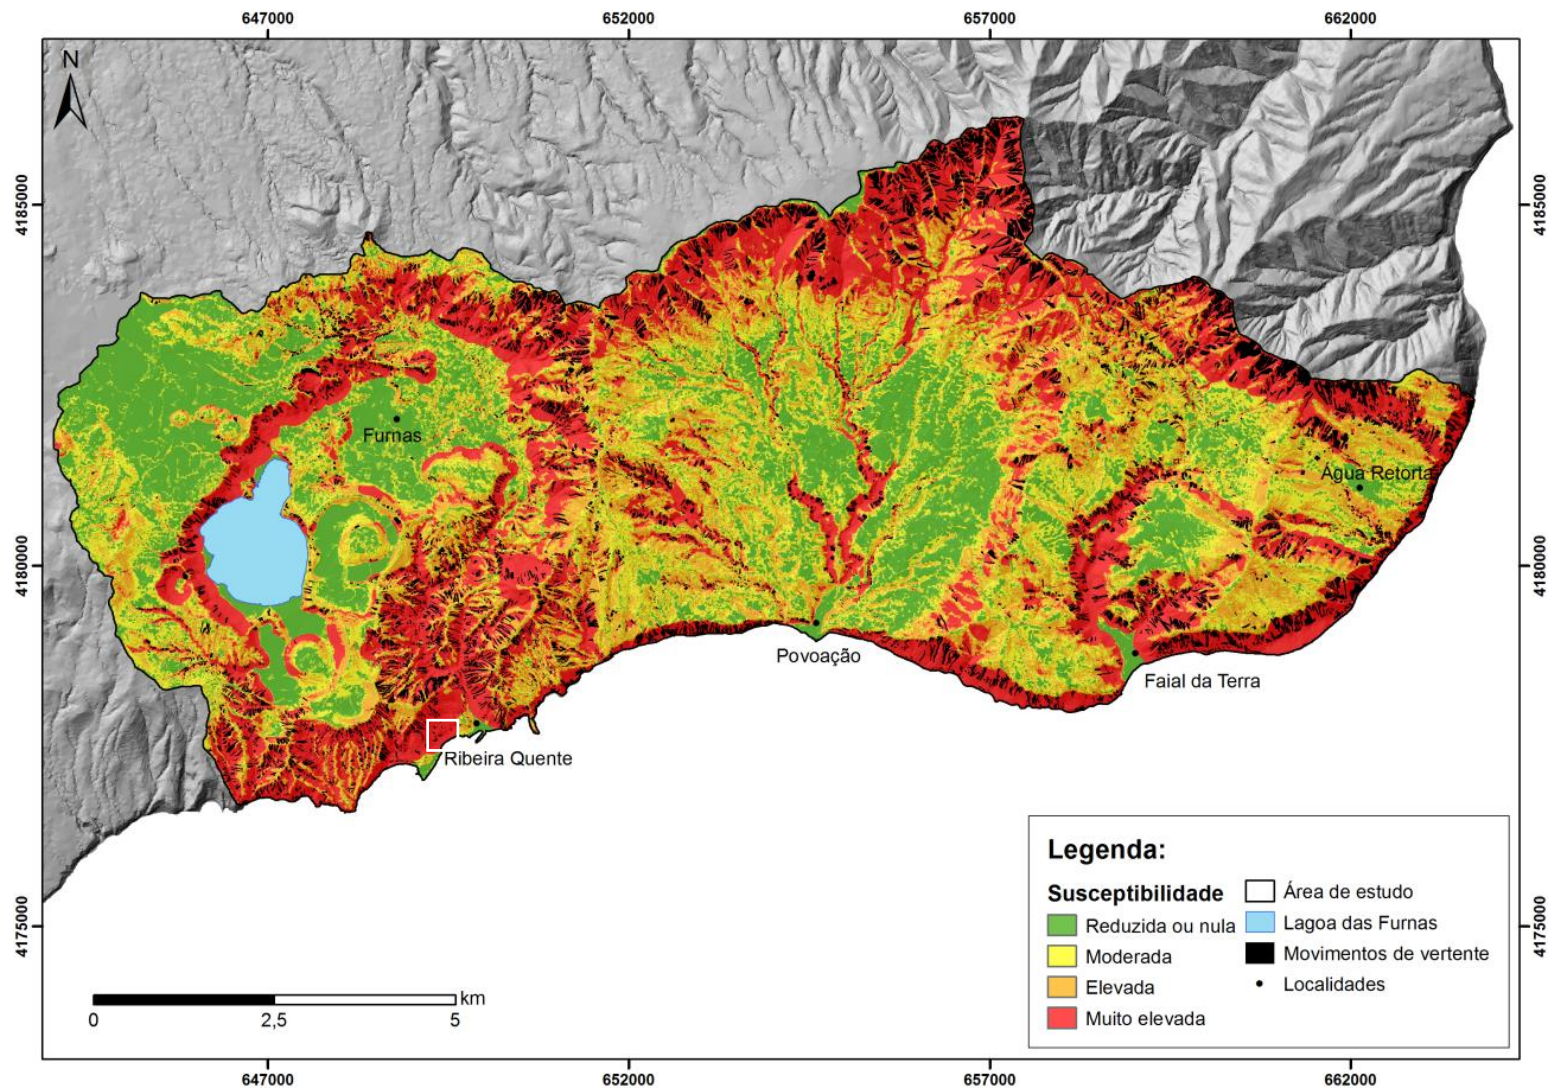 647000
652000
657000
662000
N
4185000
4185000
Furnas
Água Retorta
4180000
4180000
Povoação
Faial da Terra
Ribeira Quente
Legenda:
Susceptibilidade
Reduzida ou nula
Moderada
Elevada
Muito elevada
Área de estudo
Lagoa das Furnas
Movimentos de vertente
Localidades
4175000
4175000
km
0
2,5
5
647000
652000
657000
662000